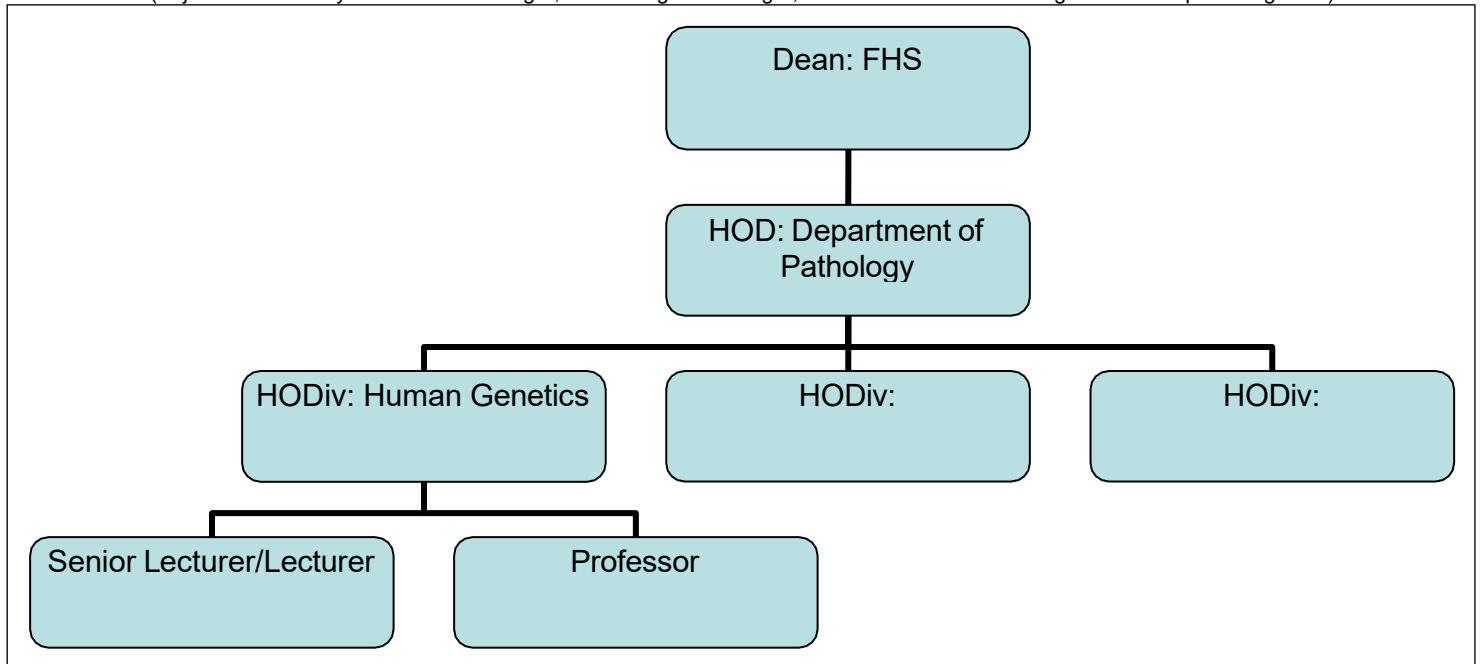 Dean: FHS
HOD: Department of
Pathology
HODiv: Human Genetics
HODiv:
HODiv:
Senior Lecturer/Lecturer
Professor